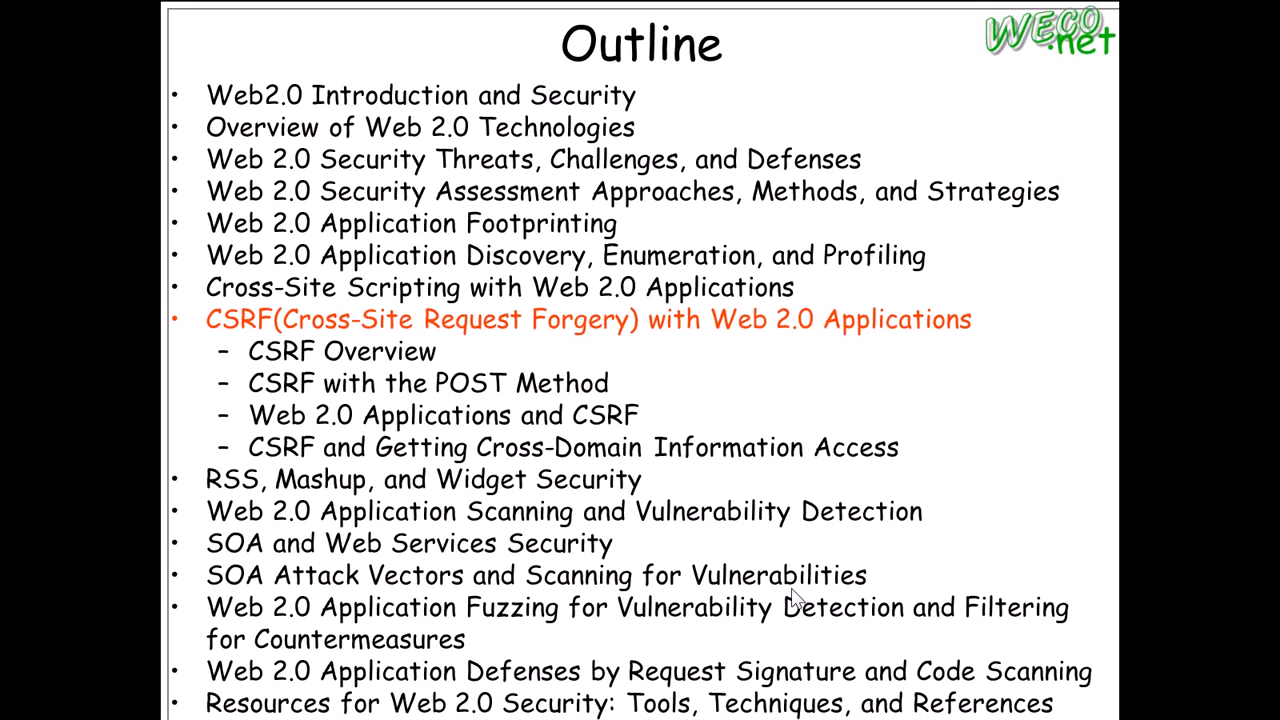 Outline
WECO
.net
• Web2.0 Introduction and Security
• Overview of Web 2.0 Technologies
• Web 2.0 Security Threats, Challenges, and Defenses
• Web 2.0 Security Assessment Approaches, Methods, and Strategies
• Web 2.0 Application Footprinting
• Web 2.0 Application Discovery, Enumeration, and Profiling
• Cross-Site Scripting with Web 2.0 Applications
• CSRF(Cross-Site Request Forgery) with Web 2.0 Applications
– CSRF Overview
– CSRF with the POST Method
– Web 2.0 Applications and CSRF
– CSRF and Getting Cross-Domain Information Access
• RSS, Mashup, and Widget Security
• Web 2.0 Application Scanning and Vulnerability Detection
• SOA and Web Services Security
• SOA Attack Vectors and Scanning for Vulnerabilities
• Web 2.0 Application Fuzzing for Vulnerability Detection and Filtering
for Countermeasures
• Web 2.0 Application Defenses by Request Signature and Code Scanning
• Resources for Web 2.0 Security: Tools, Techniques, and References